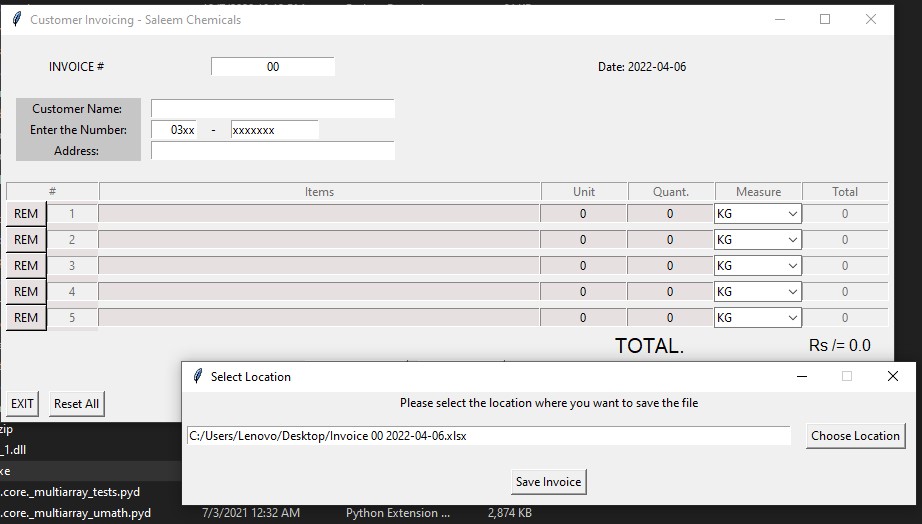 Customer Invoicing - Saleem Chemicals
INVOICE # 00 Date: 2022-04-06
Customer Name:
Enter the Number: 03xx - xxxxxxx
Address:
# Items Unit Quant. Measure Total
REM 1 0 0 KG 0
REM 2 0 0 KG 0
REM 3 0 0 KG 0
REM 4 0 0 KG 0
REM 5 0 0 KG 0
TOTAL. Rs /= 0.0
EXIT Reset All
Select Location
Please select the location where you want to save the file
C:/Users/Lenovo/Desktop/Invoice 00 2022-04-06.xlsx Choose Location
Save Invoice
zip
_1.dll
xe
.core._multiarray_tests.pyd
.core._multiarray_umath.pyd 7/3/2021 12:32 AM Python Extension ... 2,874 KB